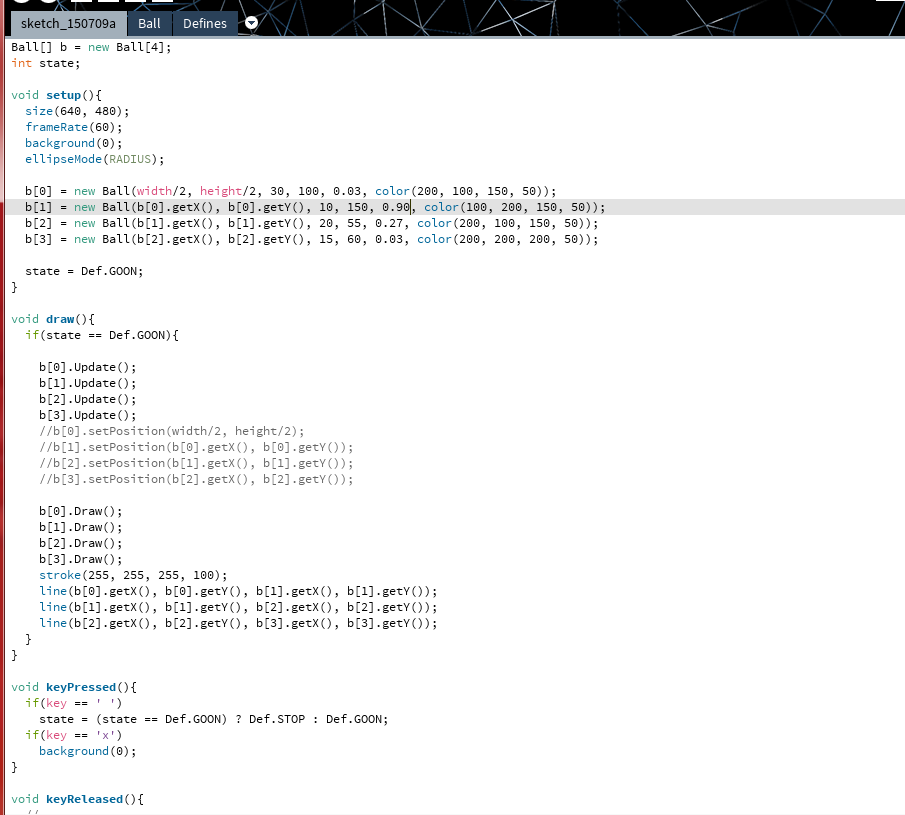 sketch_150709a Ball Defines
Ball[] b = new Ball[4];
int state;

void setup(){
  size(640, 480);
  frameRate(60);
  background(0);
  ellipseMode(RADIUS);

  b[0] = new Ball(width/2, height/2, 30, 100, 0.03, color(200, 100, 150, 50));
  b[1] = new Ball(b[0].getX(), b[0].getY(), 10, 150, 0.90, color(100, 200, 150, 50));
  b[2] = new Ball(b[1].getX(), b[1].getY(), 20, 55, 0.27, color(200, 100, 150, 50));
  b[3] = new Ball(b[2].getX(), b[2].getY(), 15, 60, 0.03, color(200, 200, 200, 50));

  state = Def.GOON;
}

void draw(){
  if(state == Def.GOON){

    b[0].Update();
    b[1].Update();
    b[2].Update();
    b[3].Update();
    //b[0].setPosition(width/2, height/2);
    //b[1].setPosition(b[0].getX(), b[0].getY());
    //b[2].setPosition(b[1].getX(), b[1].getY());
    //b[3].setPosition(b[2].getX(), b[2].getY());

    b[0].Draw();
    b[1].Draw();
    b[2].Draw();
    b[3].Draw();
    stroke(255, 255, 255, 100);
    line(b[0].getX(), b[0].getY(), b[1].getX(), b[1].getY());
    line(b[1].getX(), b[1].getY(), b[2].getX(), b[2].getY());
    line(b[2].getX(), b[2].getY(), b[3].getX(), b[3].getY());
  }
}

void keyPressed(){
  if(key == ' ')
    state = (state == Def.GOON) ? Def.STOP : Def.GOON;
  if(key == 'x')
    background(0);
}

void keyReleased(){
  //